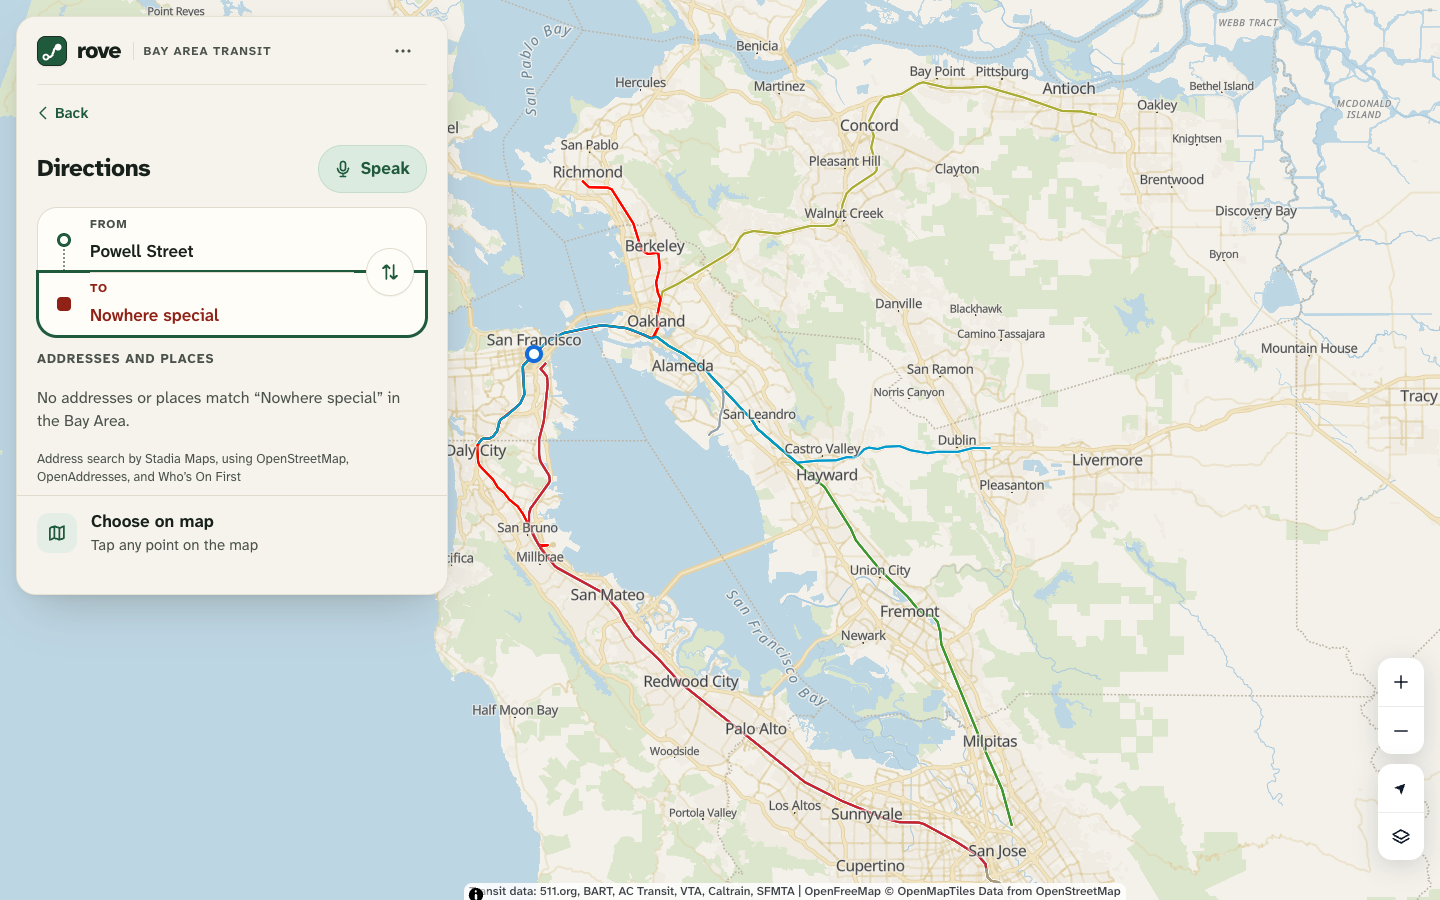 rove
BAY AREA TRANSIT
Back
Directions
Speak
FROM
Powell Street
TO
Nowhere special
ADDRESSES AND PLACES
No addresses or places match “Nowhere special” in
the Bay Area.
Address search by Stadia Maps, using OpenStreetMap,
OpenAddresses, and Who's On First
Choose on map
Tap any point on the map
Point Reyes
San Pablo Bay
WEBB TRACT
Benicia
Hercules
Martinez
Bay Point
Pittsburg
Antioch
Bethel Island
Oakley
MCDONALD
ISLAND
Concord
Knightsen
San Pablo
Pleasant Hill
Clayton
Richmond
Brentwood
Walnut Creek
Discovery Bay
Berkeley
Byron
Danville
Blackhawk
Oakland
Camino Tassajara
San Francisco
Mountain House
Alameda
San Ramon
Norris Canyon
Tracy
San Leandro
Daly City
Castro Valley
Dublin
Livermore
Hayward
Pleasanton
San Bruno
Millbrae
Union City
San Mateo
San Francisco Bay
Fremont
Newark
Redwood City
Half Moon Bay
Palo Alto
Milpitas
Woodside
Los Altos
Portola Valley
Sunnyvale
San Jose
Cupertino
data: 511.org, BART, AC Transit, VTA, Caltrain, SFMTA | OpenFreeMap © OpenMapTiles Data from OpenStreetMap